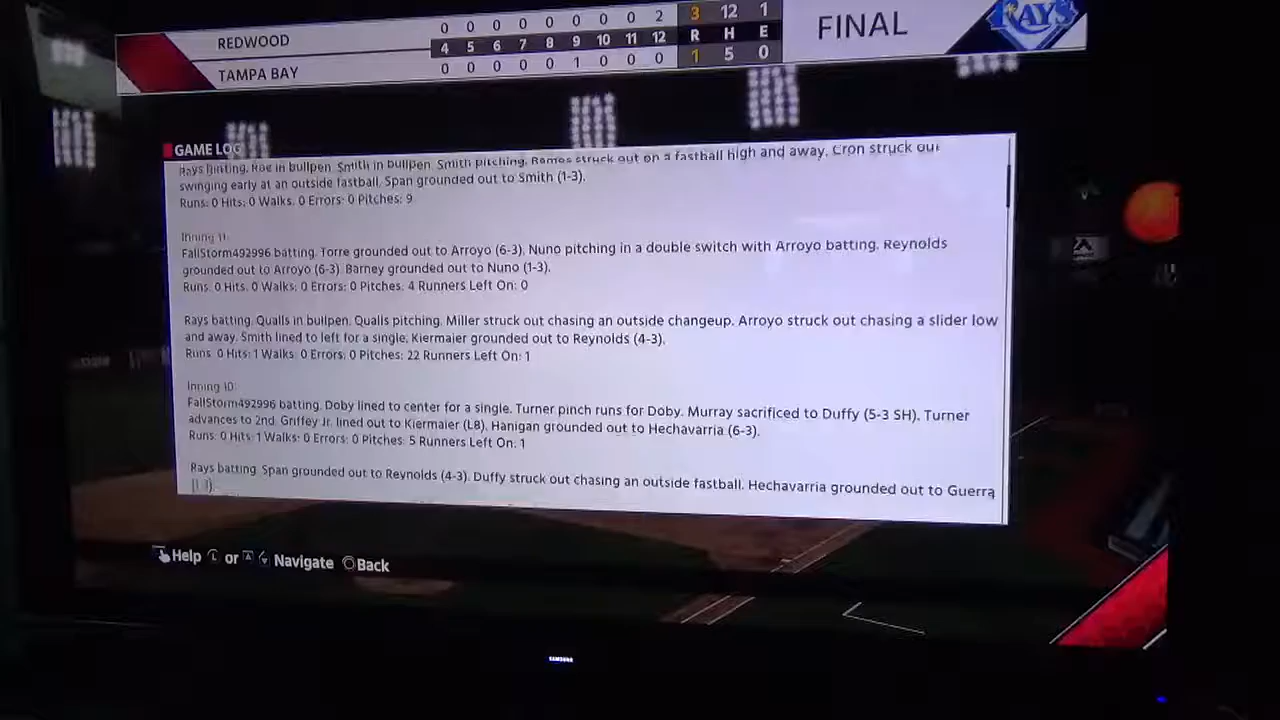 0 0 0 0 0 0 0 0 2 3 12 1
REDWOOD
4 5 6 7 8 9 10 11 12 R H E
TAMPA BAY
0 0 0 0 0 1 0 0 0 1 5 0
FINAL
RAYS
GAME LOG
Rays batting. Roe in bullpen. Smith in bullpen. Smith pitching. Ramos struck out on a fastball high and away. Cron struck out
swinging early at an outside fastball. Span grounded out to Smith (1-3).
Runs: 0 Hits: 0 Walks: 0 Errors: 0 Pitches: 9
Inning 11:
FallStorm492996 batting. Torre grounded out to Arroyo (6-3). Nuno pitching in a double switch with Arroyo batting. Reynolds
grounded out to Arroyo (6-3). Barney grounded out to Nuno (1-3).
Runs: 0 Hits: 0 Walks: 0 Errors: 0 Pitches: 4 Runners Left On: 0
Rays batting. Qualls in bullpen. Qualls pitching. Miller struck out chasing an outside changeup. Arroyo struck out chasing a slider low
and away. Smith lined to left for a single. Kiermaier grounded out to Reynolds (4-3).
Runs: 0 Hits: 1 Walks: 0 Errors: 0 Pitches: 22 Runners Left On: 1
Inning 10:
FallStorm492996 batting. Doby lined to center for a single. Turner pinch runs for Doby. Murray sacrificed to Duffy (5-3 SH). Turner
advances to 2nd. Griffey Jr. lined out to Kiermaier (L8). Hanigan grounded out to Hechavarria (6-3).
Runs: 0 Hits: 1 Walks: 0 Errors: 0 Pitches: 5 Runners Left On: 1
Rays batting. Span grounded out to Reynolds (4-3). Duffy struck out chasing an outside fastball. Hechavarria grounded out to Guerra
(1-3).
Help L or Navigate Back
SAMSUNG